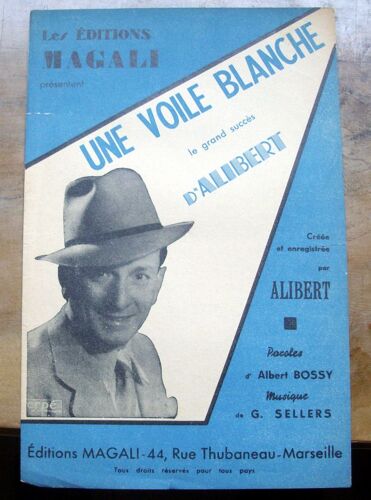 Les ÉDITIONS
MAGALI
présentent
UNE VOILE BLANCHE
le grand succès
D'ALIBERT
Créée
et enregistrée
par
ALIBERT
Paroles
d'Albert BOSSY
Musique
de G. SELLERS
erpé
Éditions MAGALI-44, Rue Thubaneau-Marseille
Tous droits réservés pour tous pays